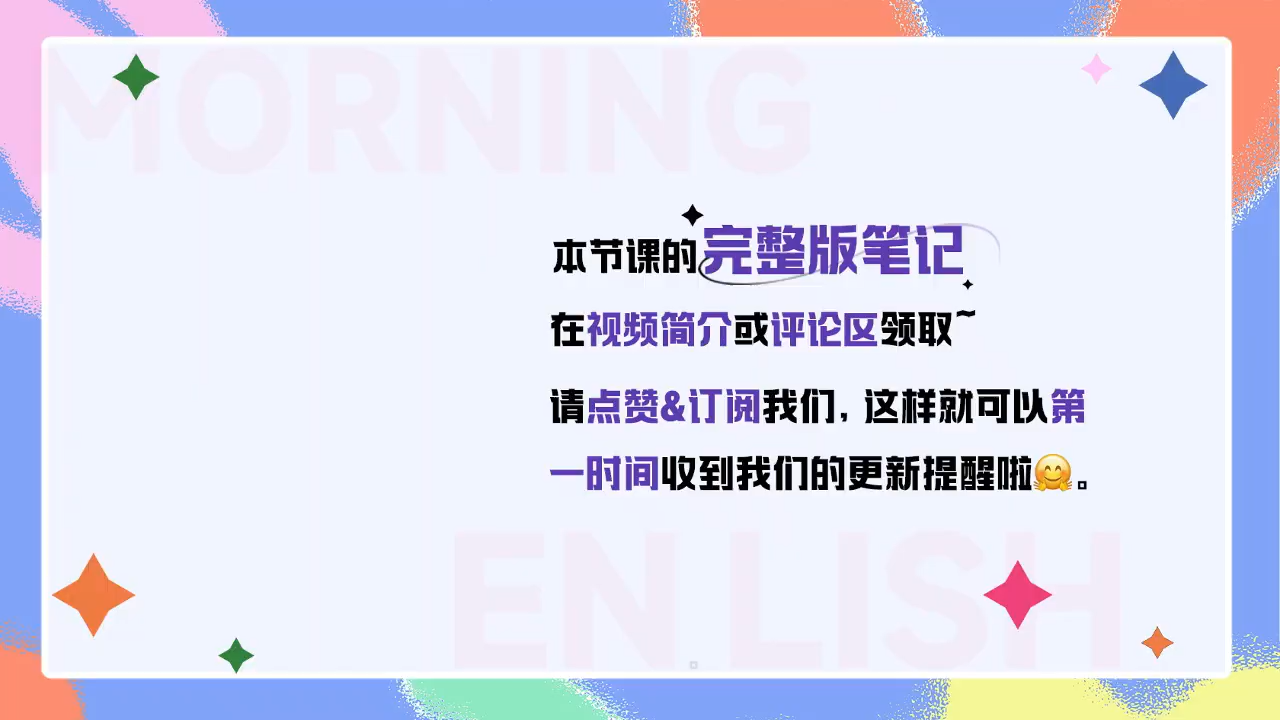 MORNING
本节课的完整版笔记
在视频简介或评论区领取~
请点赞&订阅我们，这样就可以第
一时间收到我们的更新提醒啦🤗。
EN LISH